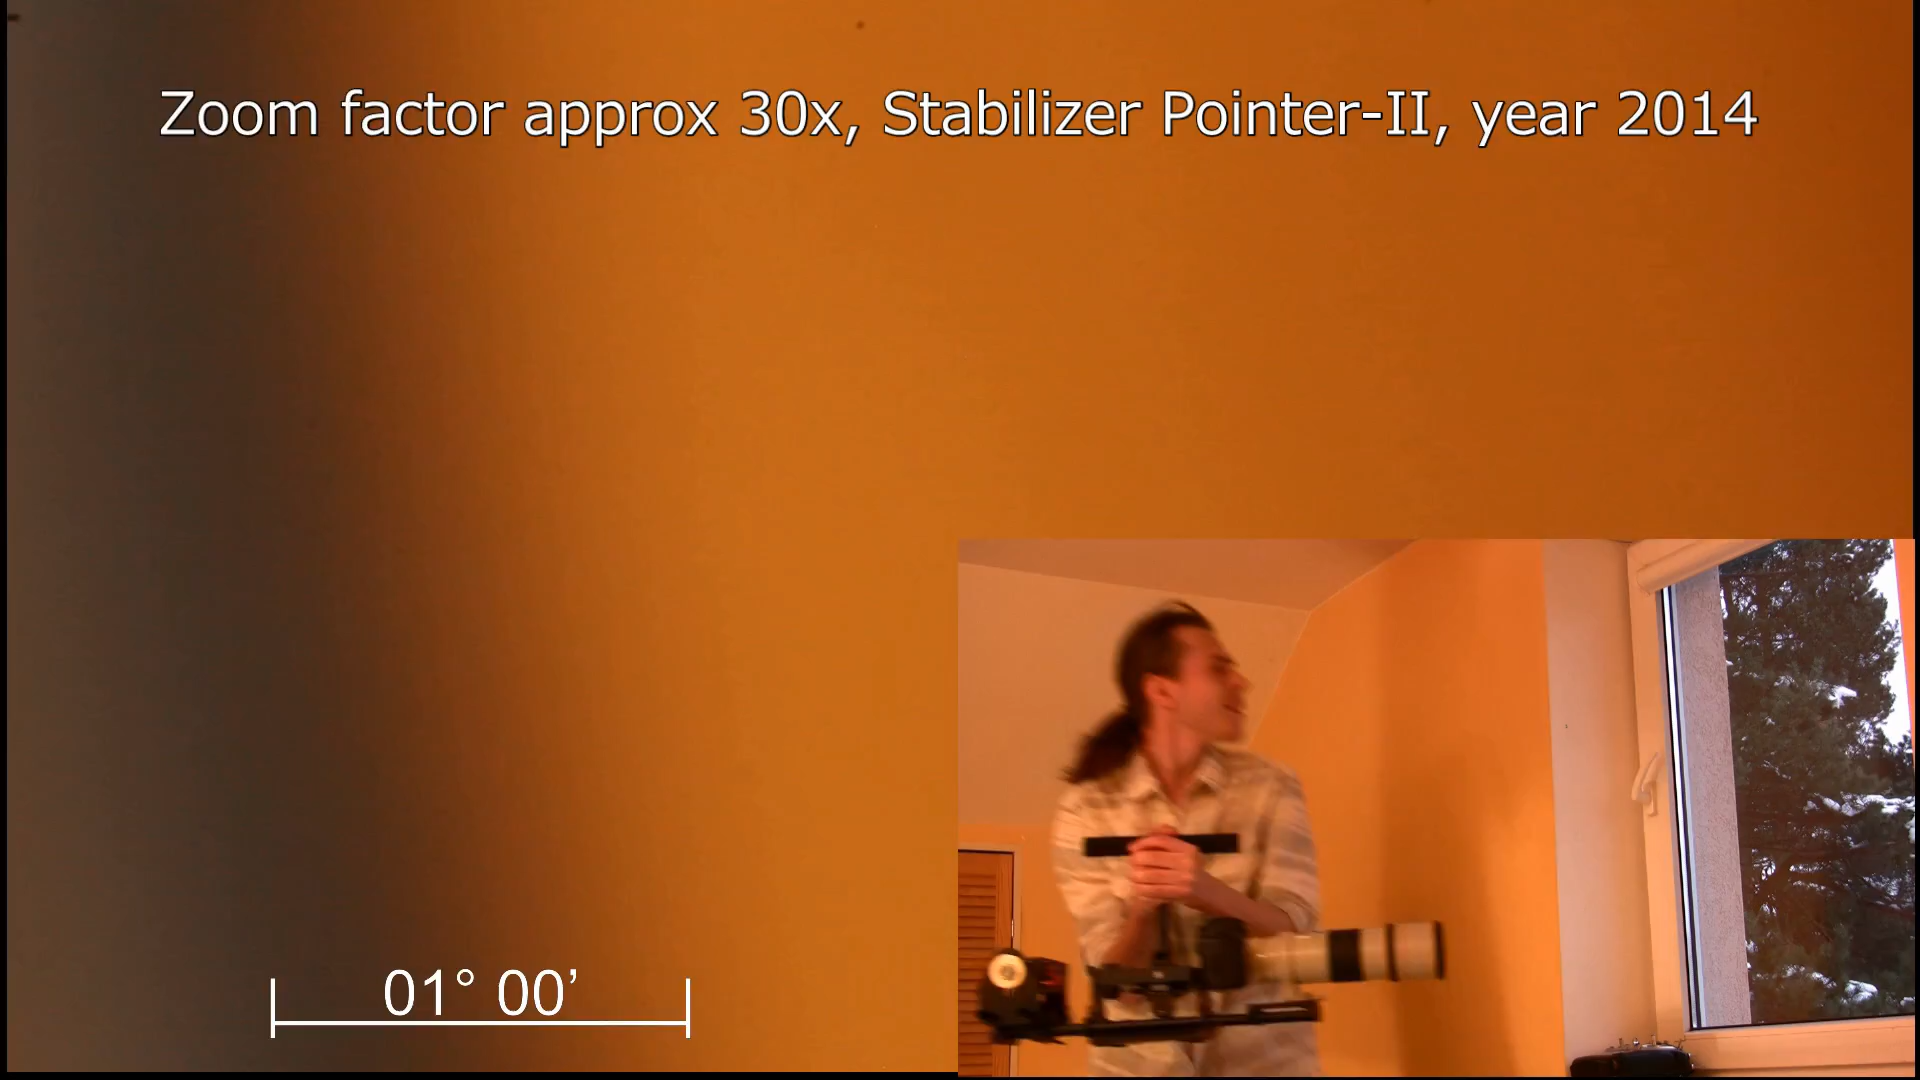 Zoom factor approx 30x, Stabilizer Pointer-II, year 2014
01° 00’